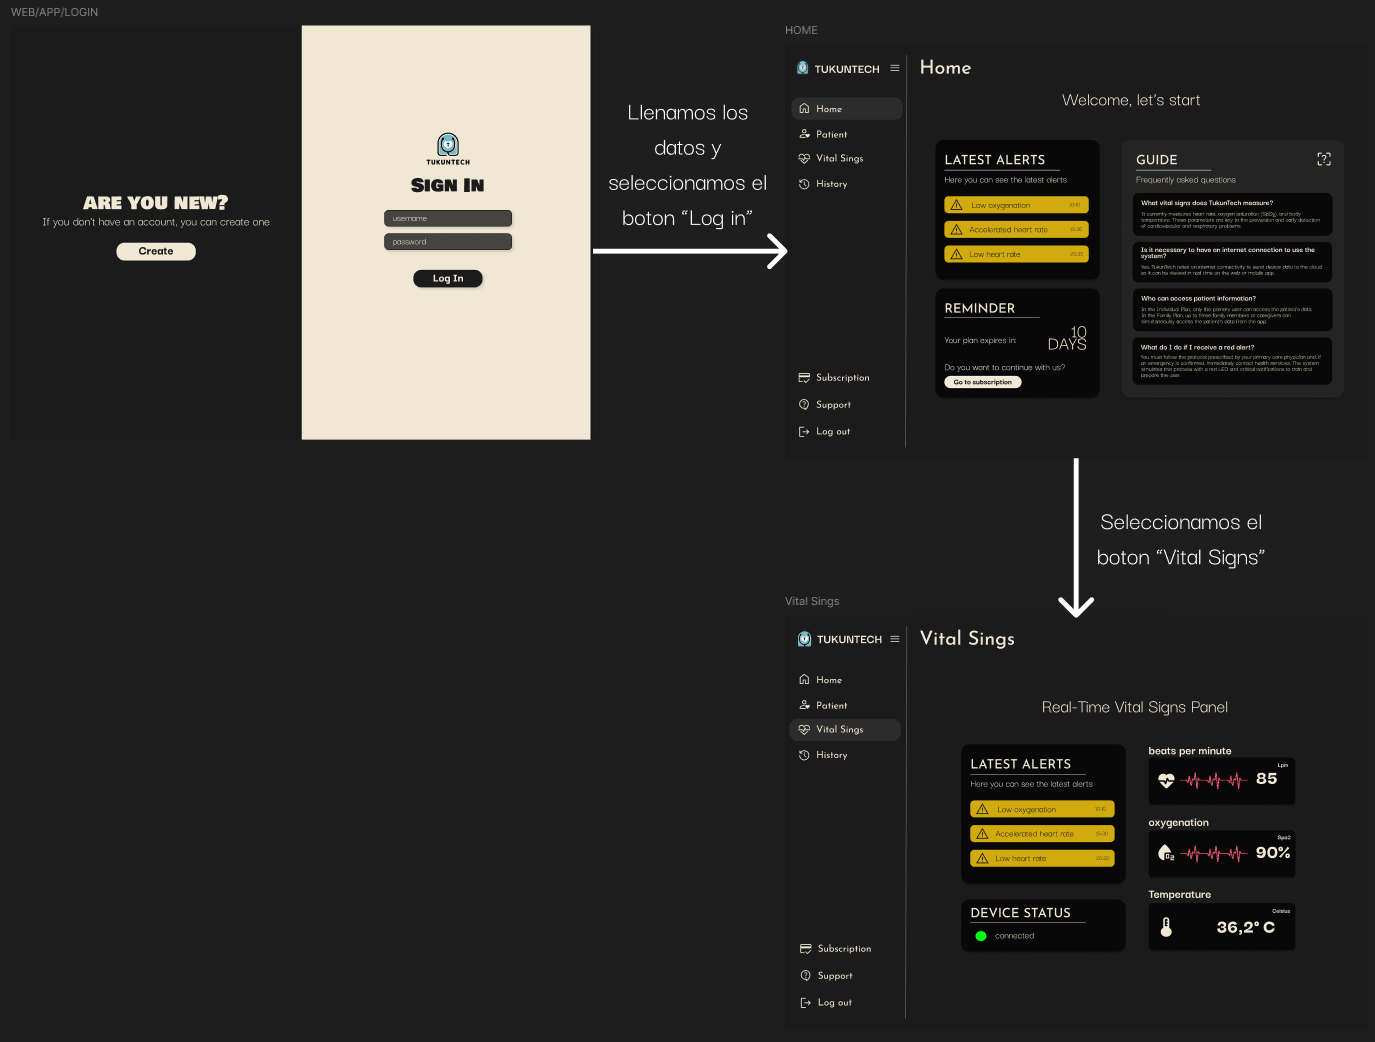 WEB/APP/LOGIN
ARE YOU NEW?
If you don't have an account, you can create one
Create
TUKUNTECH
SIGN IN
username
password
Log In
Llenamos los
datos y
seleccionamos el
boton “Log in”
HOME
TUKUNTECH
Home
Patient
Vital Sings
History
Subscription
Support
Log out
Home
Welcome, let's start
LATEST ALERTS
Here you can see the latest alerts
Low oxygenation
Accelerated heart rate
Low heart rate
REMINDER
Your plan expires in:
10
DAYS
Do you want to continue with us?
Go to subscription
GUIDE
[?]
Frequently asked questions
What vital signs does TukunTech measure?
It currently measures heart rate, oxygen saturation (SpO₂), and body
temperature. These parameters are key to the prevention and early detection
of cardiovascular and respiratory problems.
Is it necessary to have an internet connection to use the
system?
Yes, TukunTech relies on internet connectivity to send device data to the cloud
so it can be viewed in real time on the web or mobile app.
Who can access patient information?
In the Individual Plan, only the primary user can access the patient's data.
In the Family Plan, up to three family members or caregivers can
simultaneously access the patient's data from the app.
What do I do if I receive a red alert?
You must follow the protocol prescribed by your primary care physician and, if
an emergency is confirmed, immediately contact health services. The system
simulates this process with a red LED and critical notifications to train and
prepare the user.
Seleccionamos el
boton “Vital Signs”
Vital Sings
TUKUNTECH
Home
Patient
Vital Sings
History
Subscription
Support
Log out
Vital Sings
Real-Time Vital Signs Panel
LATEST ALERTS
Here you can see the latest alerts
Low oxygenation
Accelerated heart rate
Low heart rate
DEVICE STATUS
connected
beats per minute
Lpm
85
oxygenation
Spo2
O2
90%
Temperature
Celsius
36,2° C